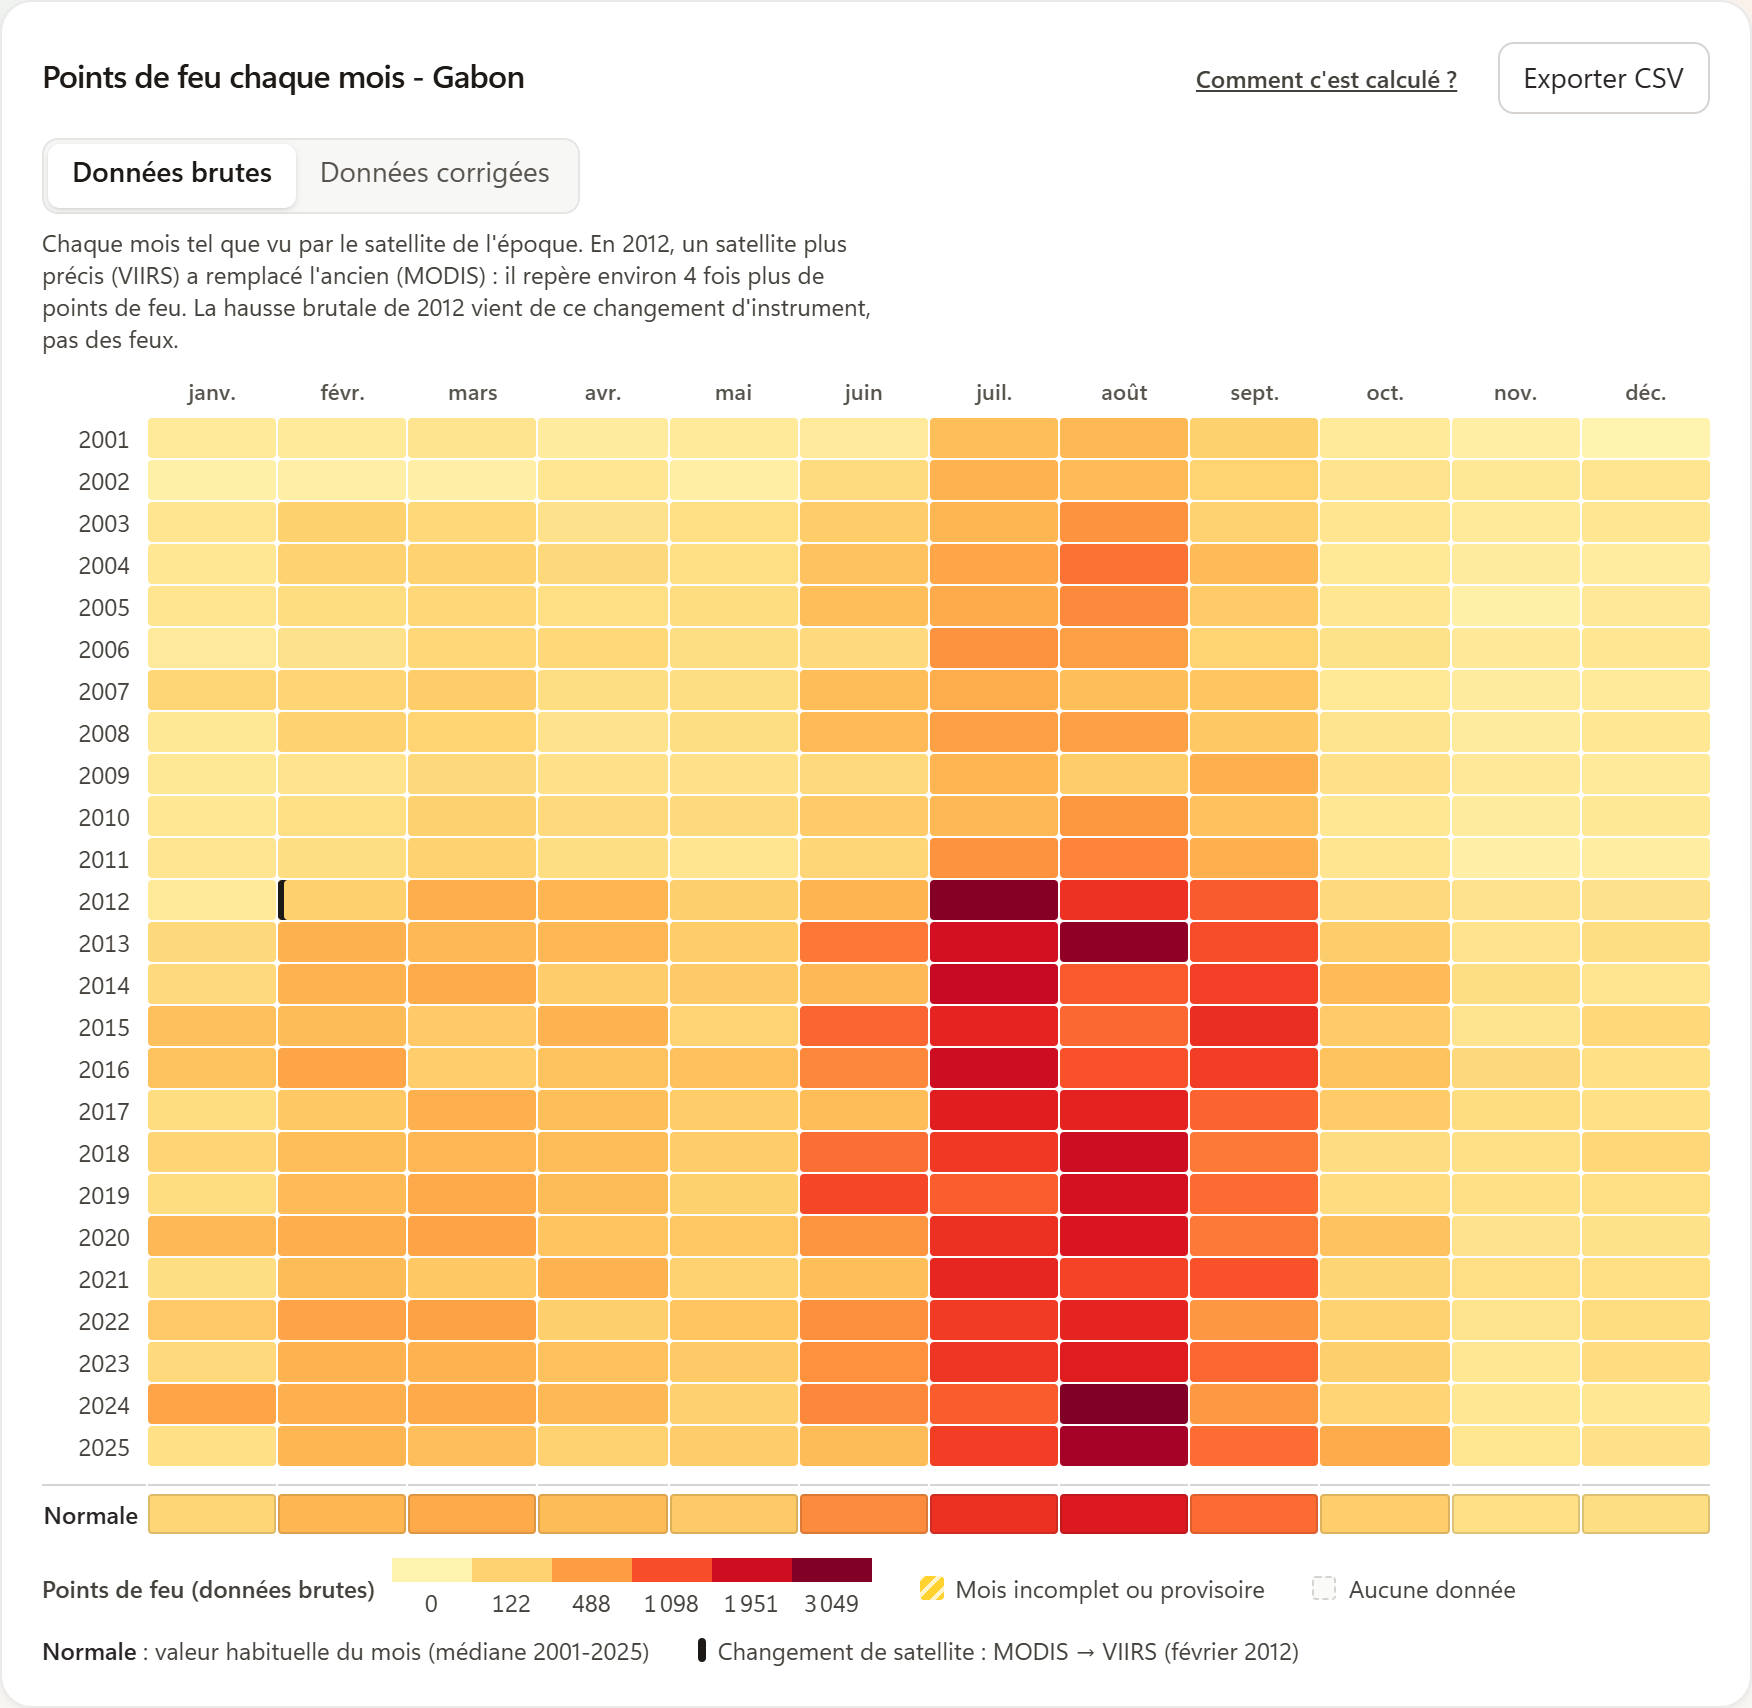 Points de feu chaque mois - Gabon
Comment c'est calculé ?
Exporter CSV
Données brutes
Données corrigées
Chaque mois tel que vu par le satellite de l'époque. En 2012, un satellite plus
précis (VIIRS) a remplacé l'ancien (MODIS) : il repère environ 4 fois plus de
points de feu. La hausse brutale de 2012 vient de ce changement d'instrument,
pas des feux.
janv. févr. mars avr. mai juin juil. août sept. oct. nov. déc.
2001
2002
2003
2004
2005
2006
2007
2008
2009
2010
2011
2012
2013
2014
2015
2016
2017
2018
2019
2020
2021
2022
2023
2024
2025
Normale
Points de feu (données brutes)
0 122 488 1 098 1 951 3 049
Mois incomplet ou provisoire
Aucune donnée
Normale : valeur habituelle du mois (médiane 2001-2025)
Changement de satellite : MODIS → VIIRS (février 2012)